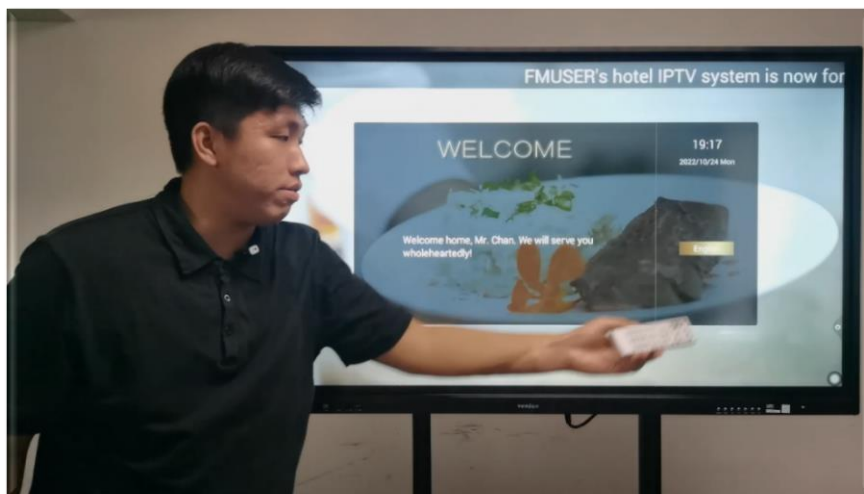 FMUSER's hotel IPTV system is now for
WELCOME
19:17
2022/10/24 Mon
Welcome home, Mr. Chan. We will serve you
wholeheartedly!